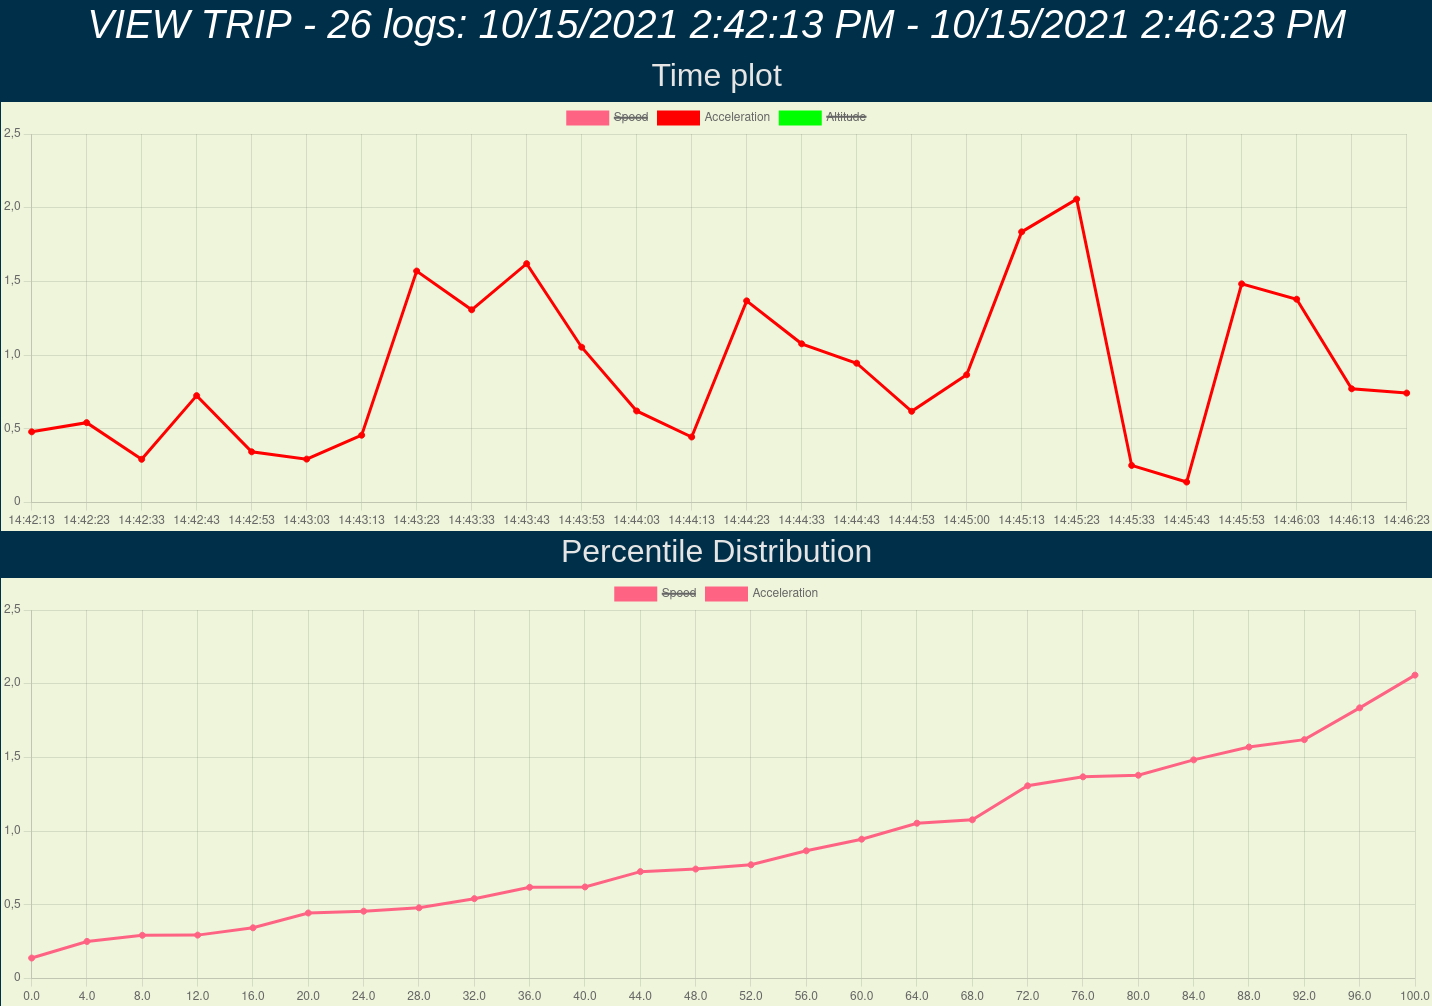 VIEW TRIP - 26 logs: 10/15/2021 2:42:13 PM - 10/15/2021 2:46:23 PM
Time plot
Speed Acceleration Altitude
2,5
2,0
1,5
1,0
0,5
0
14:42:13 14:42:23 14:42:33 14:42:43 14:42:53 14:43:03 14:43:13 14:43:23 14:43:33 14:43:43 14:43:53 14:44:03 14:44:13 14:44:23 14:44:33 14:44:43 14:44:53 14:45:00 14:45:13 14:45:23 14:45:33 14:45:43 14:45:53 14:46:03 14:46:13 14:46:23
Percentile Distribution
Speed Acceleration
2,5
2,0
1,5
1,0
0,5
0
0.0 4.0 8.0 12.0 16.0 20.0 24.0 28.0 32.0 36.0 40.0 44.0 48.0 52.0 56.0 60.0 64.0 68.0 72.0 76.0 80.0 84.0 88.0 92.0 96.0 100.0